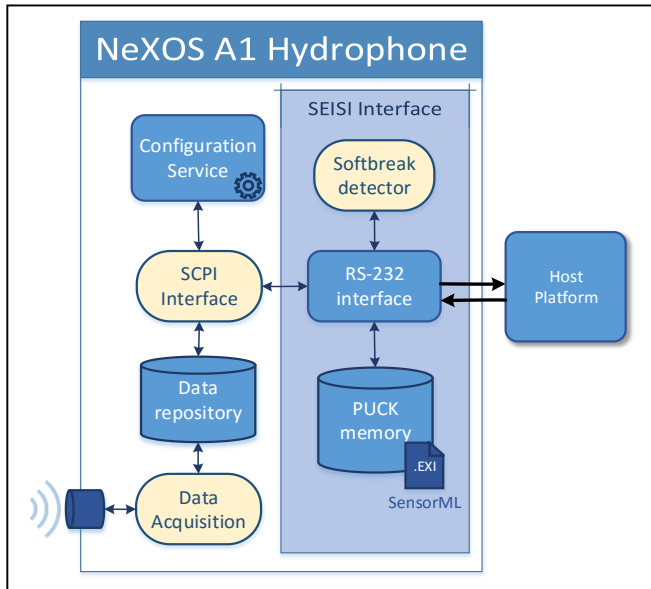 NeXOS A1 Hydrophone
SEISI Interface
Configuration
Service
Softbreak
detector
SCPI
Interface
RS-232
interface
Host
Platform
Data
repository
PUCK
memory
.EXI
SensorML
Data
Acquisition